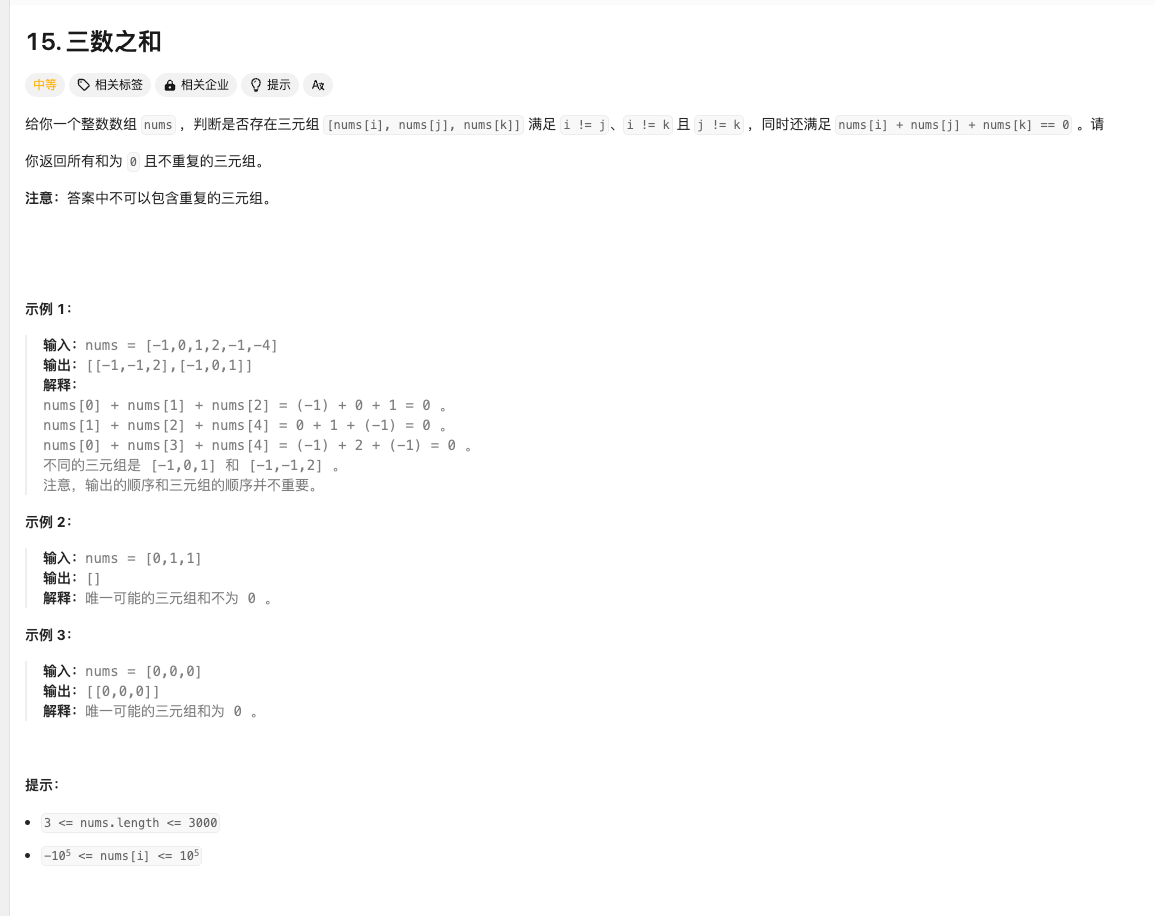 15. 三数之和
中等 相关标签 相关企业 提示 Aあ
给你一个整数数组 nums ，判断是否存在三元组 [nums[i], nums[j], nums[k]] 满足 i != j 、 i != k 且 j != k ，同时还满足 nums[i] + nums[j] + nums[k] == 0 。请
你返回所有和为 0 且不重复的三元组。
注意：答案中不可以包含重复的三元组。
示例 1：
输入：nums = [-1,0,1,2,-1,-4]
输出：[[-1,-1,2],[-1,0,1]]
解释：
nums[0] + nums[1] + nums[2] = (-1) + 0 + 1 = 0 。
nums[1] + nums[2] + nums[4] = 0 + 1 + (-1) = 0 。
nums[0] + nums[3] + nums[4] = (-1) + 2 + (-1) = 0 。
不同的三元组是 [-1,0,1] 和 [-1,-1,2] 。
注意，输出的顺序和三元组的顺序并不重要。
示例 2：
输入：nums = [0,1,1]
输出：[]
解释：唯一可能的三元组和不为 0 。
示例 3：
输入：nums = [0,0,0]
输出：[[0,0,0]]
解释：唯一可能的三元组和为 0 。
提示：
• 3 <= nums.length <= 3000
• -10⁵ <= nums[i] <= 10⁵